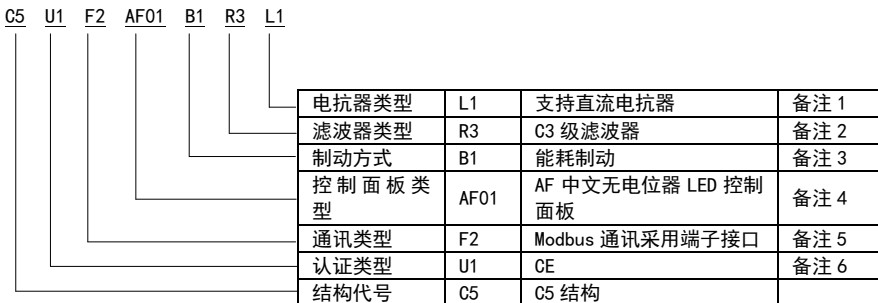 C5 U1 F2 AF01 B1 R3 L1
电抗器类型 L1 支持直流电抗器 备注1
滤波器类型 R3 C3 级滤波器 备注2
制动方式 B1 能耗制动 备注3
控制面板类
型 AF01 AF 中文无电位器 LED 控制
面板 备注4
通讯类型 F2 Modbus 通讯采用端子接口 备注5
认证类型 U1 CE 备注6
结构代号 C5 C5 结构